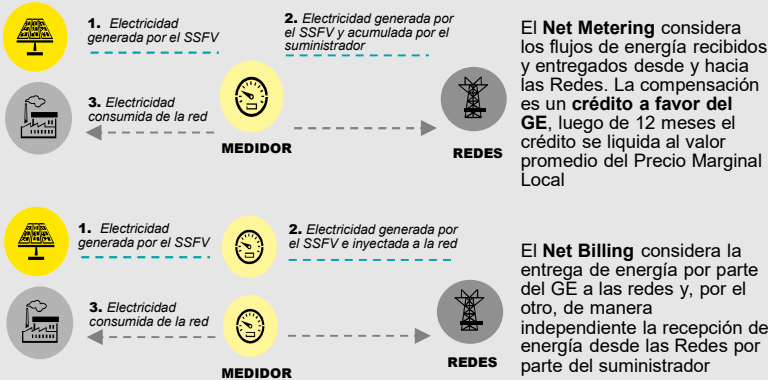 1. Electricidad
generada por el SSFV
2. Electricidad generada por
el SSFV y acumulada por el
suministrador
3. Electricidad
consumida de la red
MEDIDOR
REDES
El Net Metering considera
los flujos de energía recibidos
y entregados desde y hacia
las Redes. La compensación
es un crédito a favor del
GE, luego de 12 meses el
crédito se liquida al valor
promedio del Precio Marginal
Local
1. Electricidad
generada por el SSFV
2. Electricidad generada por
el SSFV e inyectada a la red
3. Electricidad
consumida de la red
MEDIDOR
REDES
El Net Billing considera la
entrega de energía por parte
del GE a las redes y, por el
otro, de manera
independiente la recepción de
energía desde las Redes por
parte del suministrador